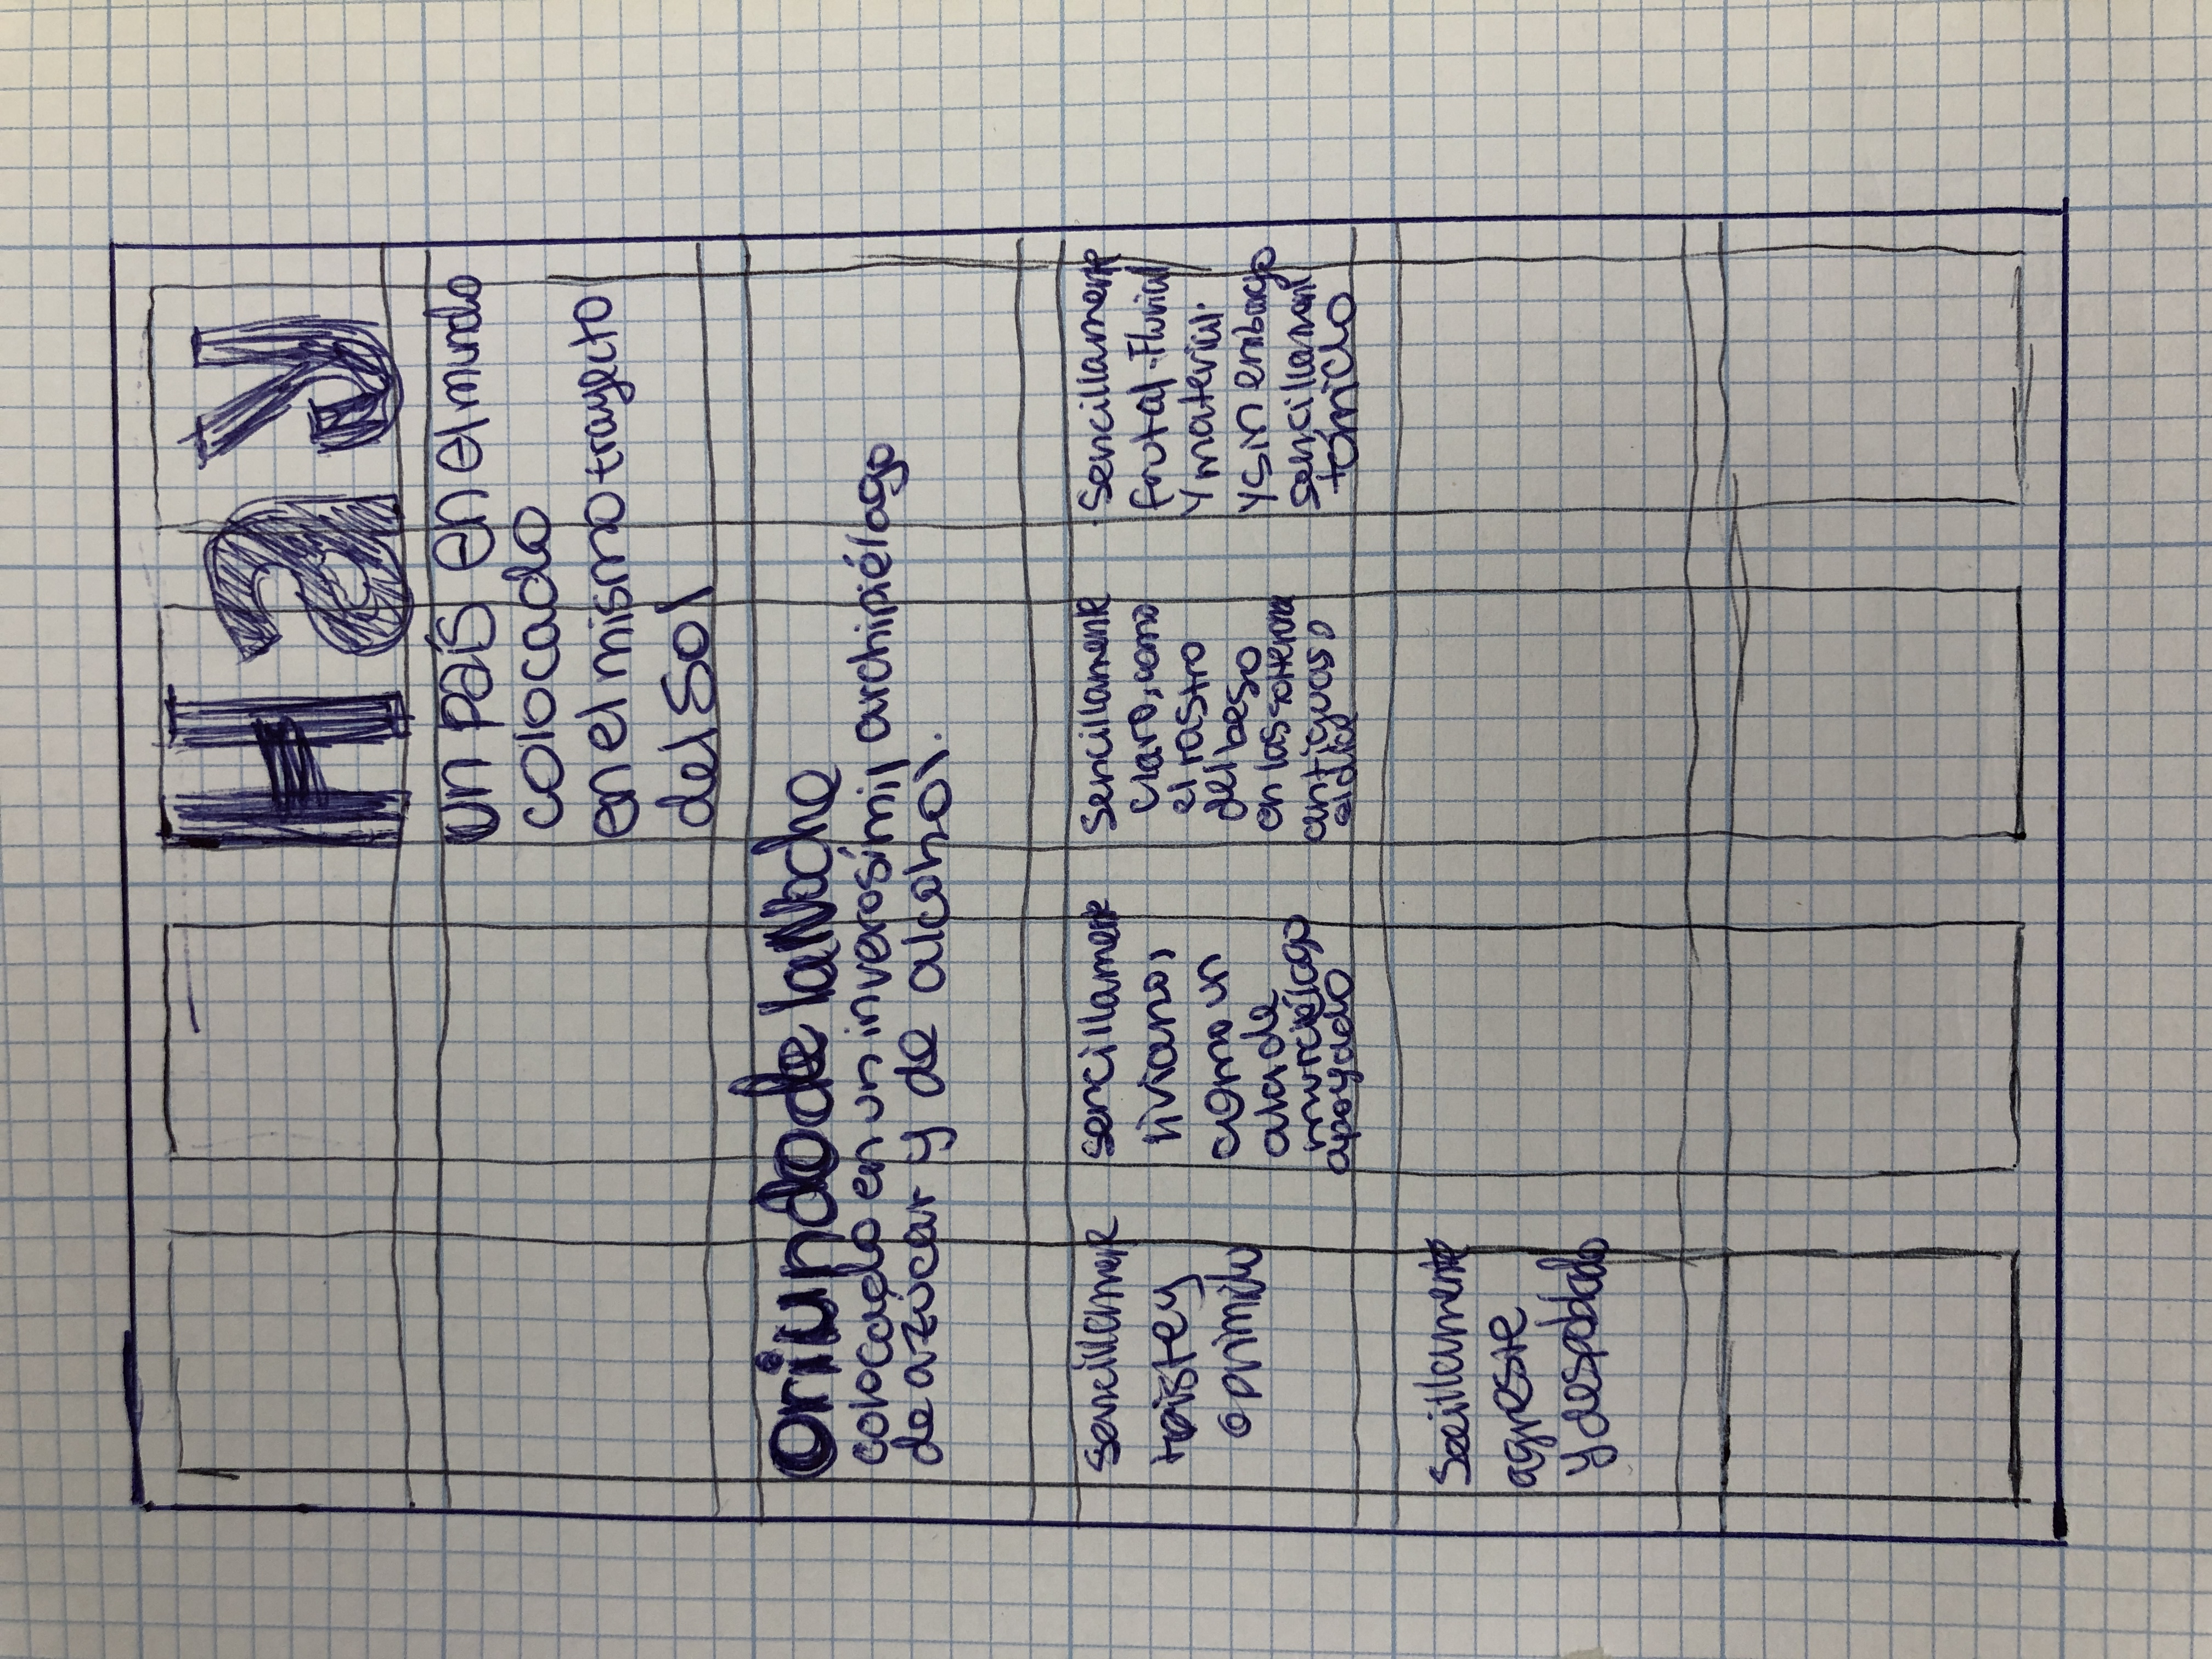 Hay
un país en el mundo
colocado
en el mismo trayecto
del Sol
oriundo de la Noche
colocado en un inverosímil archipiélago
de azúcar y de alcohol.
sencillamente
triste y
oprimido
sencillamente
liviano,
como un
ala de
murciélago
apoyado
Sencillamente
claro, como
el rastro
del beso
en las solteronas
antiguas o
el día
Sencillamente
frutal. Fluvial
y material.
y sin embargo
sencillament
tórrido
Secillamente
agreste
y despoblado